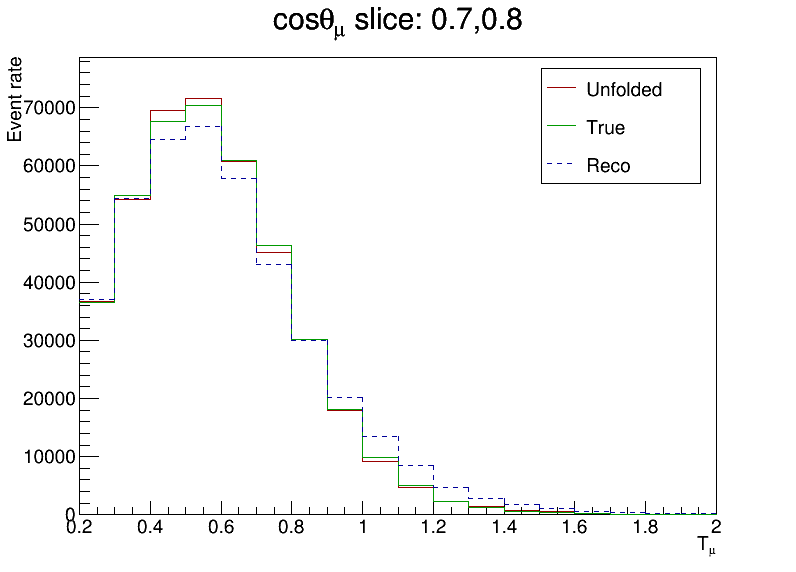 cosθμ slice: 0.7,0.8
Event rate
70000
60000
50000
40000
30000
20000
10000
0
Unfolded
True
Reco
0.2 0.4 0.6 0.8 1 1.2 1.4 1.6 1.8 2
Tμ